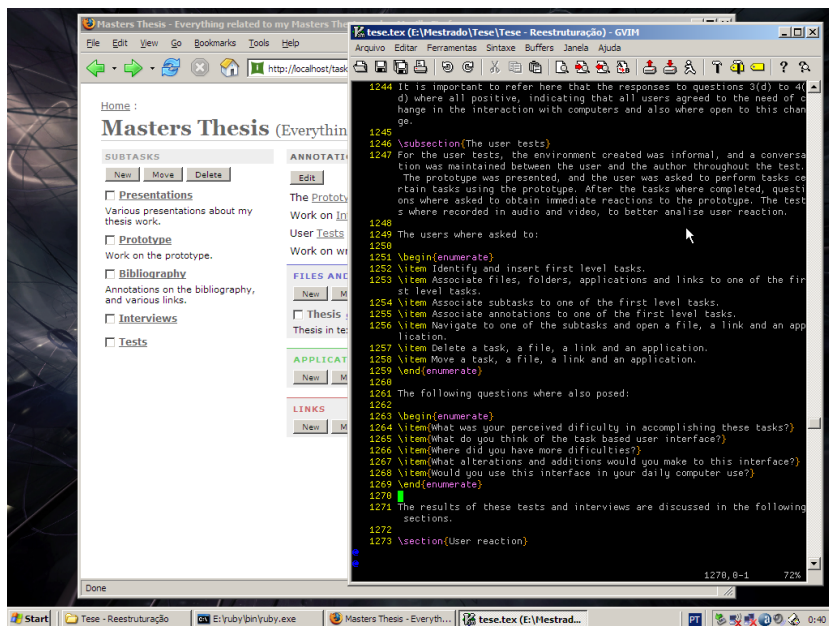 Masters Thesis - Everything related to my Masters The
File Edit View Go Bookmarks Tools Help
http://localhost/task
Home :
Masters Thesis (Everythin
SUBTASKS
New Move Delete
Presentations
Various presentations about my
thesis work.
Prototype
Work on the prototype.
Bibliography
Annotations on the bibliography,
and various links.
Interviews
Tests
ANNOTATI
Edit
The Prototy
Work on In
User Tests
Work on wr
FILES AND
New M
Thesis
Thesis in te
APPLICAT
New M
LINKS
New M
Done
tese.tex (E:\Mestrado\Tese\Tese - Reestruturação) - GVIM
Arquivo Editar Ferramentas Sintaxe Buffers Janela Ajuda
1244 It is important to refer here that the responses to questions 3(d) to 4(
d) where all positive, indicating that all users agreed to the need of c
hange in the interaction with computers and also where open to this chan
ge.
1245
1246 \subsection{The user tests}
1247 For the user tests, the environment created was informal, and a conversa
tion was maintained between the user and the author throughout the test.
The prototype was presented, and the user was asked to perform tasks ce
rtain tasks using the prototype. After the tasks where completed, questi
ons where asked to obtain immediate reactions to the prototype. The test
s where recorded in audio and video, to better analise user reaction.
1248
1249 The users where asked to:
1250
1251 \begin{enumerate}
1252 \item Identify and insert first level tasks.
1253 \item Associate files, folders, applications and links to one of the fir
st level tasks.
1254 \item Associate subtasks to one of the first level tasks.
1255 \item Associate annotations to one of the first level tasks.
1256 \item Navigate to one of the subtasks and open a file, a link and an app
lication.
1257 \item Delete a task, a file, a link and an application.
1258 \item Move a task, a file, a link and an application.
1259 \end{enumerate}
1260
1261 The following questions where also posed:
1262
1263 \begin{enumerate}
1264 \item{What was your perceived dificulty in accomplishing these tasks?}
1265 \item{What do you think of the task based user interface?}
1266 \item{Where did you have more dificulties?}
1267 \item{What alterations and additions would you make to this interface?}
1268 \item{Would you use this interface in your daily computer use?}
1269 \end{enumerate}
1270
1271 The results of these tests and interviews are discussed in the following
sections.
1272
1273 \section{User reaction}
1270,0-1 72%
Start Tese - Reestruturação E:\ruby\bin\ruby.exe Masters Thesis - Everyth... tese.tex (E:\Mestrad... PT 0:40